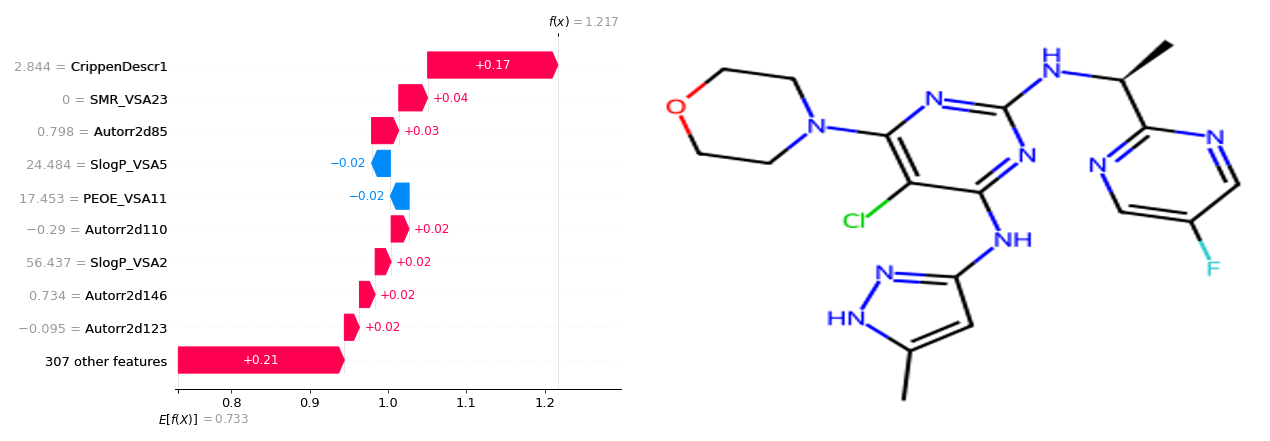 f(x) = 1.217
2.844 = CrippenDescr1
+0.17
0 = SMR_VSA23
+0.04
0.798 = Autorr2d85
+0.03
24.484 = SlogP_VSA5
−0.02
17.453 = PEOE_VSA11
−0.02
−0.29 = Autorr2d110
+0.02
56.437 = SlogP_VSA2
+0.02
0.734 = Autorr2d146
+0.02
−0.095 = Autorr2d123
+0.02
307 other features
+0.21
0.8 0.9 1.0 1.1 1.2
E[f(X)] = 0.733
H
N
O
N
N
N
N
N
Cl
NH
F
N
HN